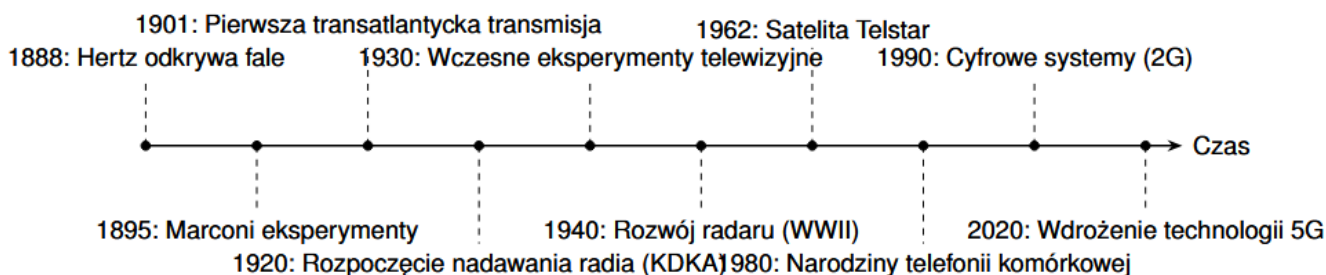 1901: Pierwsza transatlantycka transmisja
1962: Satelita Telstar
1888: Hertz odkrywa fale
1930: Wczesne eksperymenty telewizyjne
1990: Cyfrowe systemy (2G)
Czas
1895: Marconi eksperymenty
1940: Rozwój radaru (WWII)
2020: Wdrożenie technologii 5G
1920: Rozpoczęcie nadawania radia (KDKA)
1980: Narodziny telefonii komórkowej